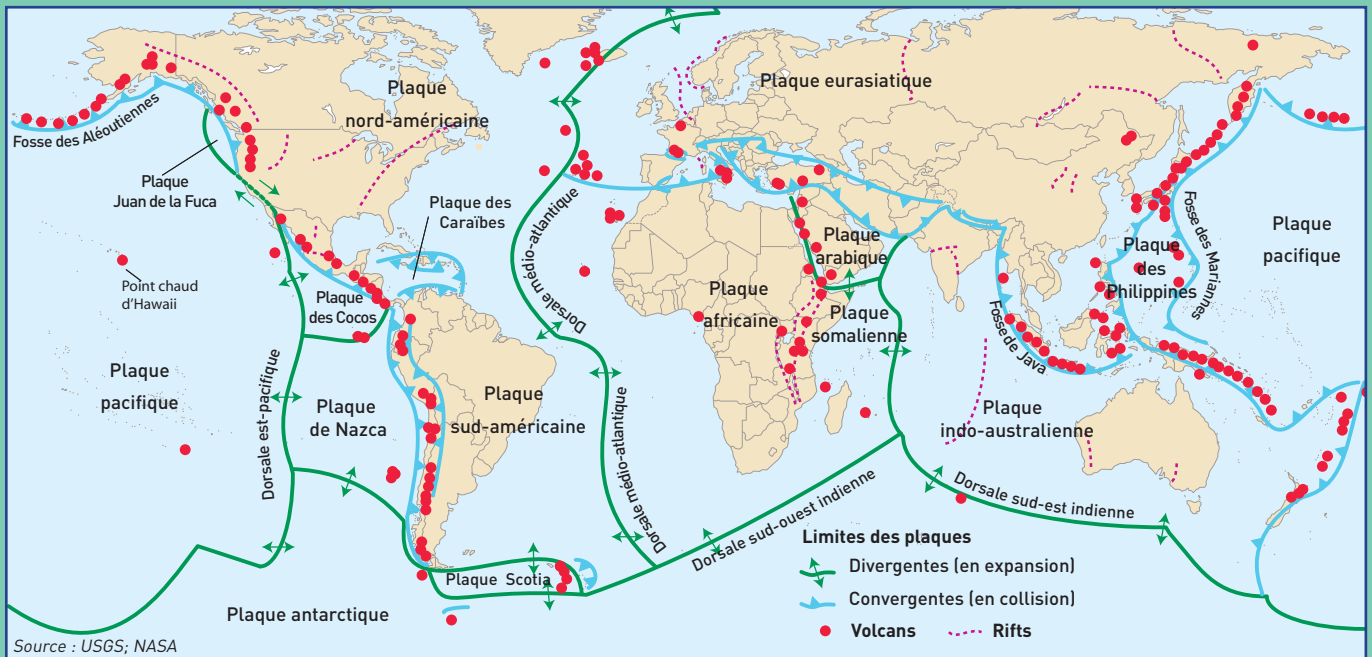 Plaque
nord-américaine
Plaque eurasiatique
Fosse des Aléoutiennes
Plaque
Juan de la Fuca
Plaque des
Caraïbes
Dorsale médio-atlantique
Plaque
arabique
Plaque
des
Philippines
Fosse des Mariannes
Plaque
pacifique
Point chaud
d'Hawaii
Plaque
des Cocos
Plaque
africaine
Plaque
somalienne
Fosse de Java
Plaque
pacifique
Dorsale est-pacifique
Plaque
de Nazca
Plaque
sud-américaine
Dorsale médio-atlantique
Plaque
indo-australienne
Dorsale sud-ouest indienne
Dorsale sud-est indienne
Plaque Scotia
Plaque antarctique
Limites des plaques
Divergentes (en expansion)
Convergentes (en collision)
Volcans
Rifts
Source : USGS; NASA